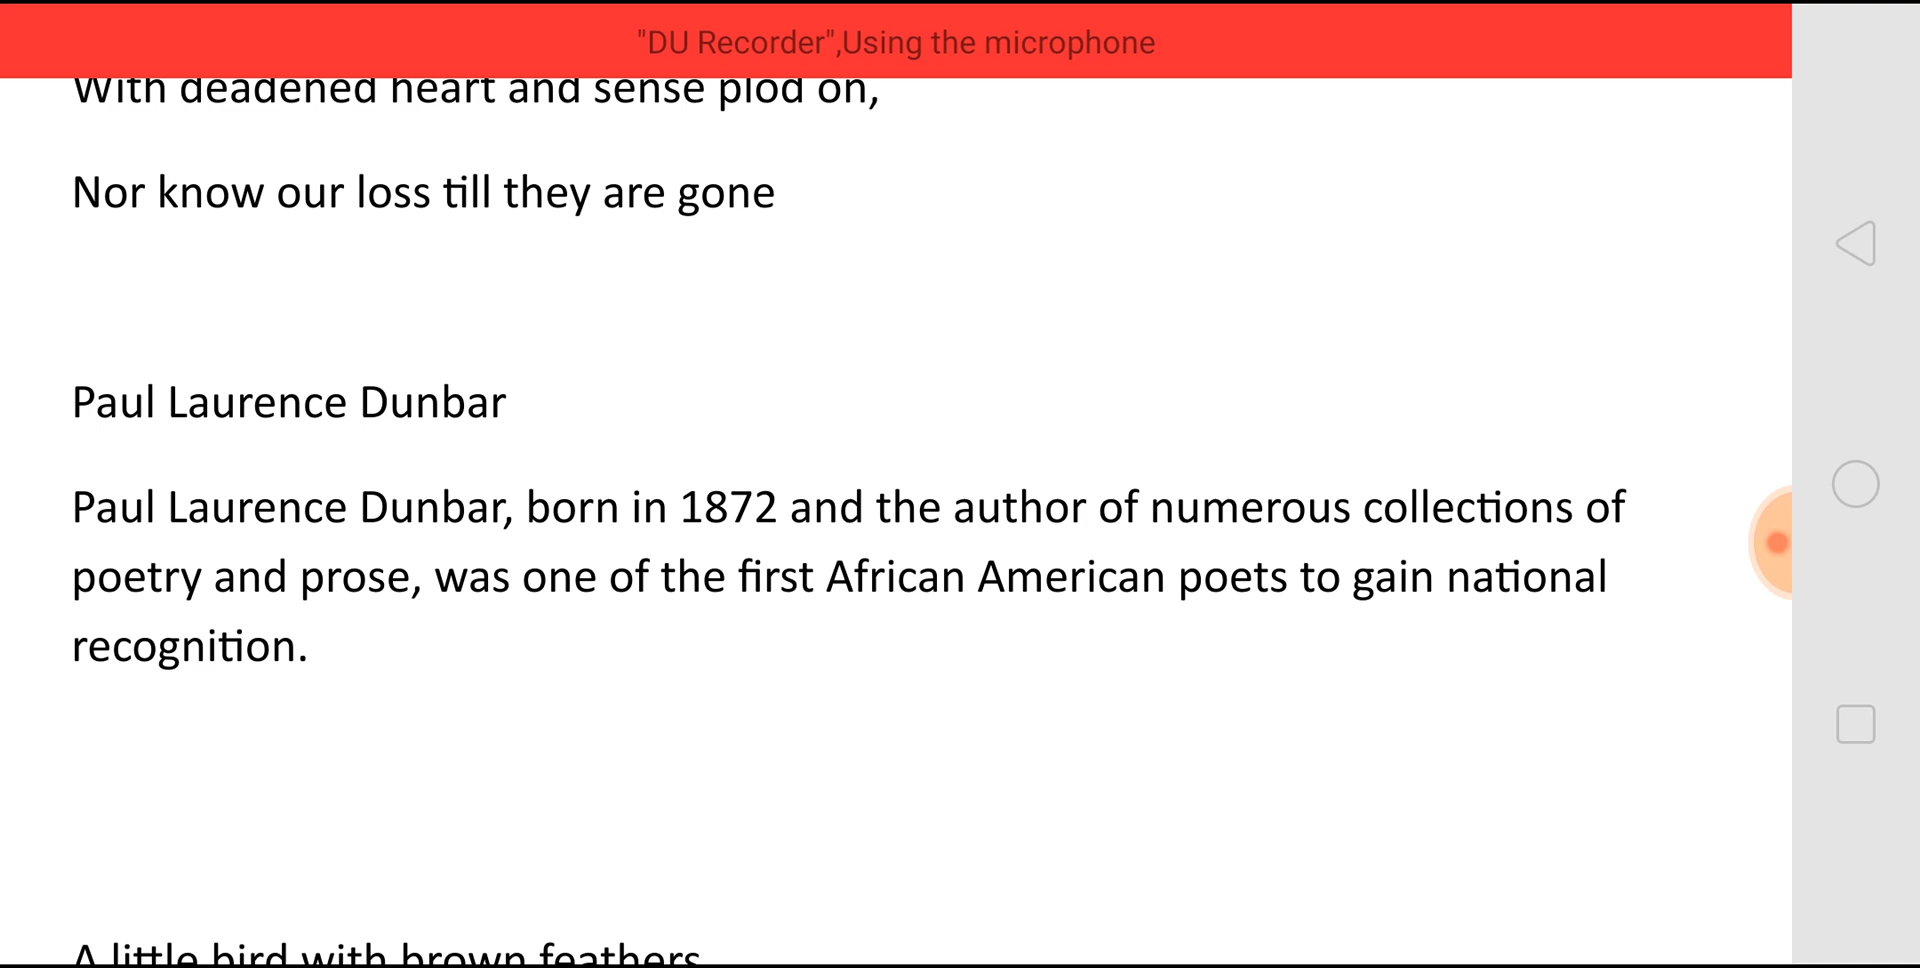 "DU Recorder",Using the microphone
With deadened heart and sense plod on,
Nor know our loss till they are gone
Paul Laurence Dunbar
Paul Laurence Dunbar, born in 1872 and the author of numerous collections of
poetry and prose, was one of the first African American poets to gain national
recognition.
A little bird with brown feathers